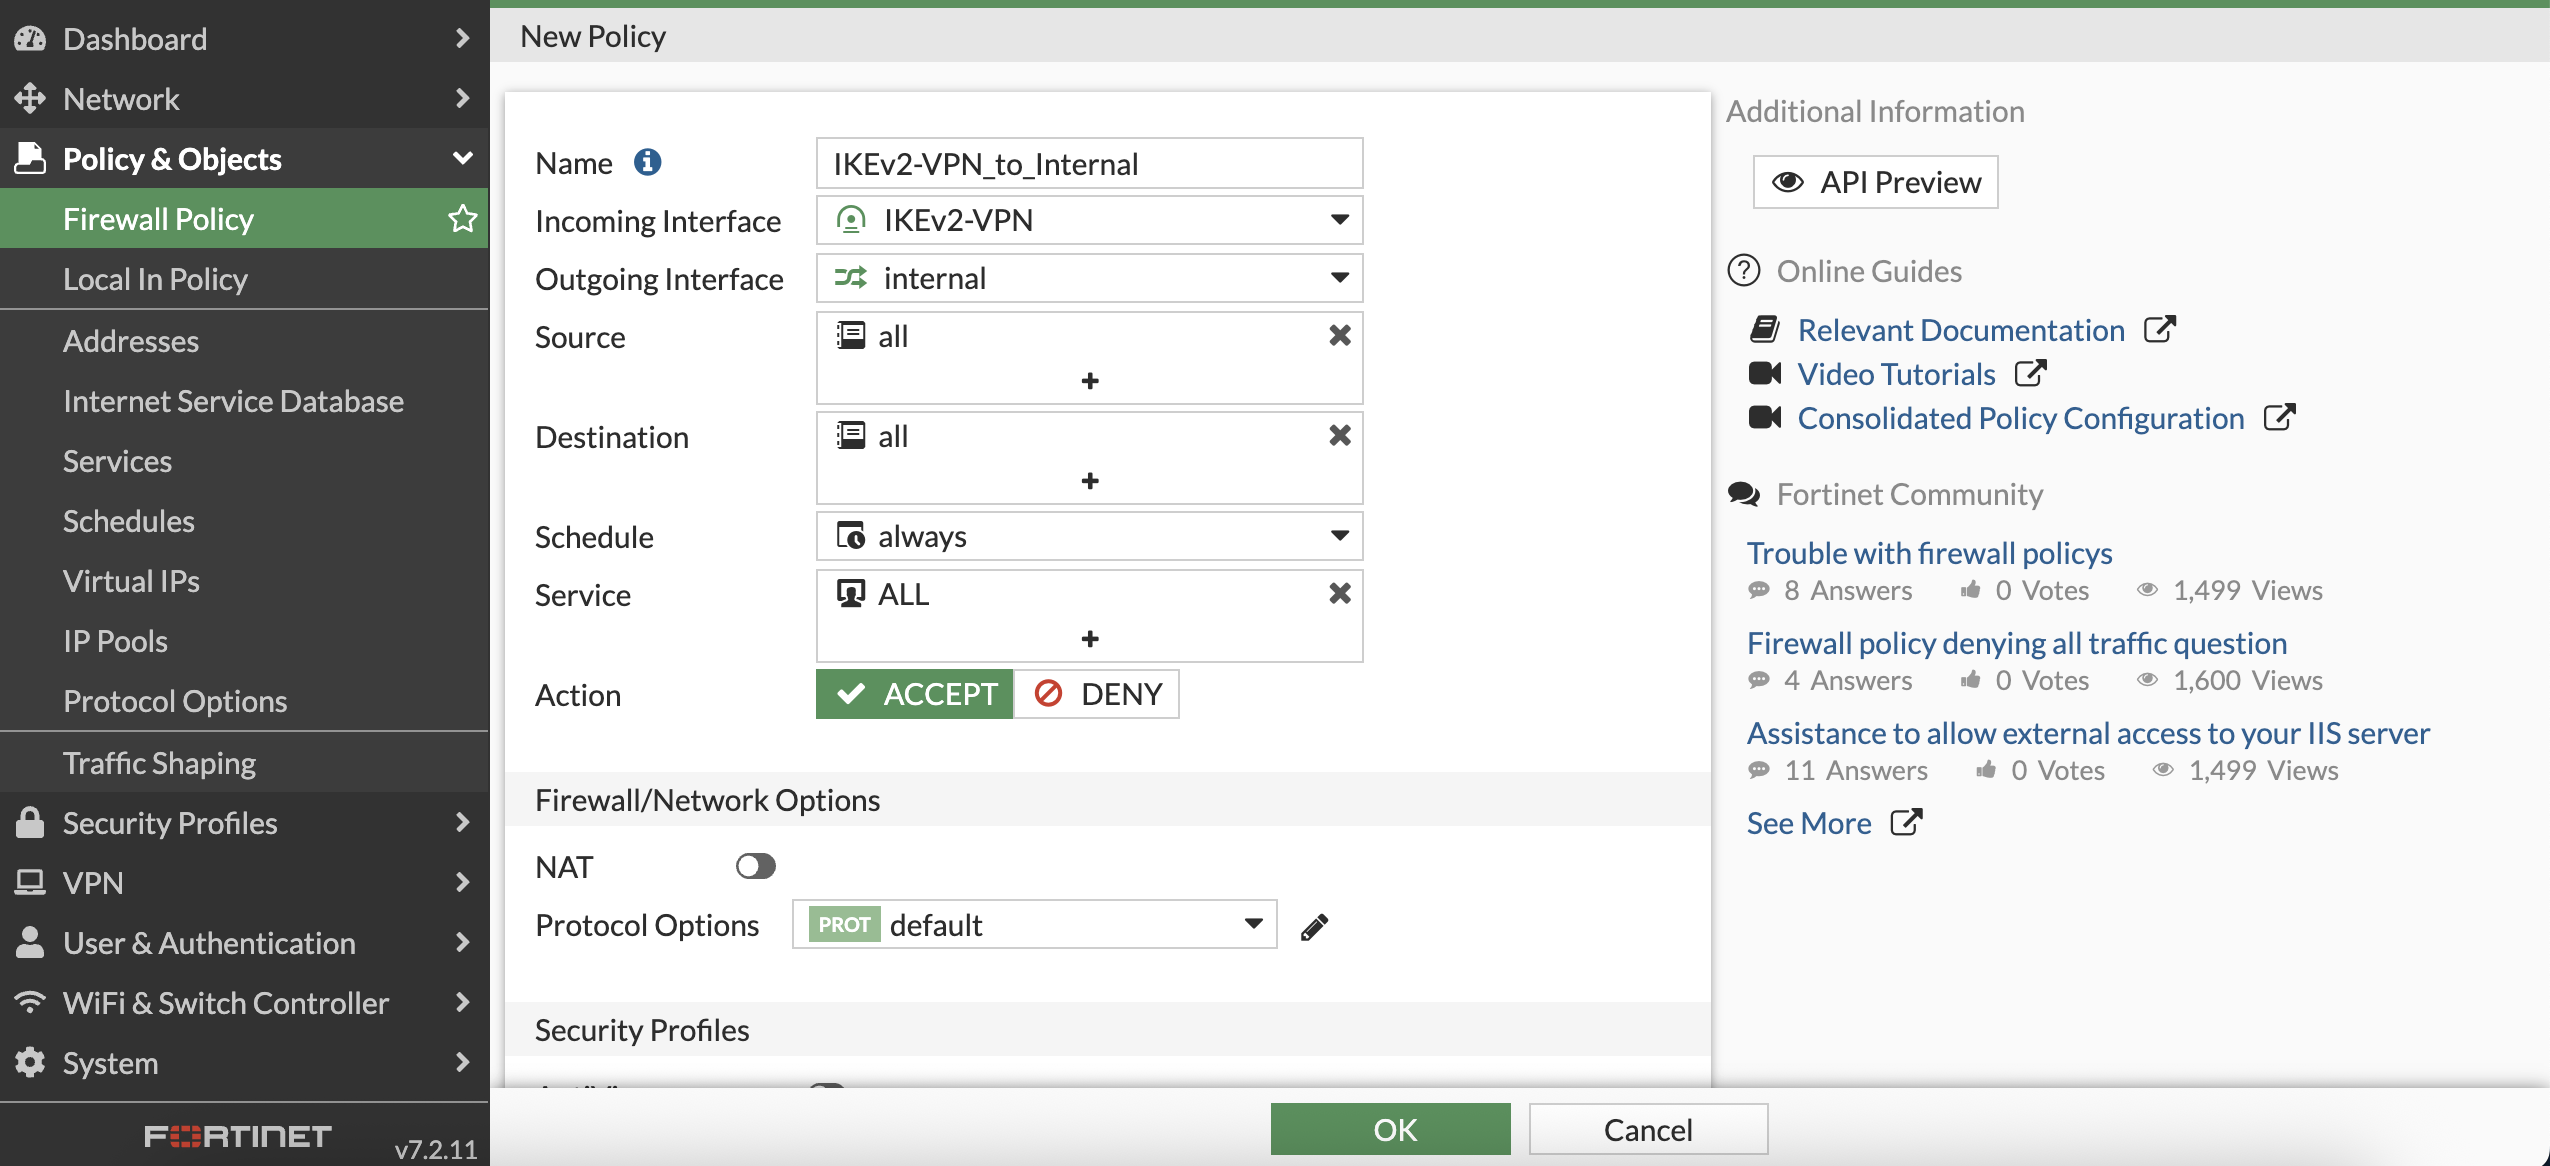 Dashboard
Network
Policy & Objects
Firewall Policy
Local In Policy
Addresses
Internet Service Database
Services
Schedules
Virtual IPs
IP Pools
Protocol Options
Traffic Shaping
Security Profiles
VPN
User & Authentication
WiFi & Switch Controller
System
FORTINET
v7.2.11
New Policy
Name
IKEv2-VPN_to_Internal
Incoming Interface
IKEv2-VPN
Outgoing Interface
internal
Source
all
Destination
all
Schedule
always
Service
ALL
Action
ACCEPT
DENY
Firewall/Network Options
NAT
Protocol Options
PROT default
Security Profiles
OK
Cancel
Additional Information
API Preview
Online Guides
Relevant Documentation
Video Tutorials
Consolidated Policy Configuration
Fortinet Community
Trouble with firewall policys
8 Answers 0 Votes 1,499 Views
Firewall policy denying all traffic question
4 Answers 0 Votes 1,600 Views
Assistance to allow external access to your IIS server
11 Answers 0 Votes 1,499 Views
See More